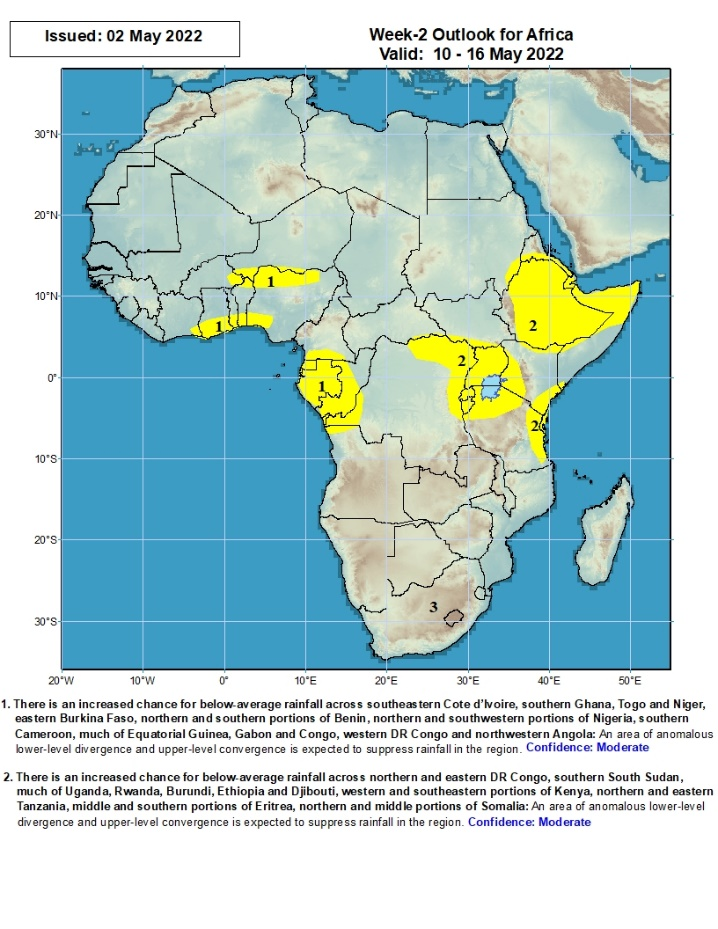 Issued: 02 May 2022
Week-2 Outlook for Africa
Valid: 10 - 16 May 2022
30°N
20°N
10°N
0°
10°S
20°S
30°S
1
1
2
2
1
2
3
20°W
10°W
0°
10°E
20°E
30°E
40°E
50°E
1. There is an increased chance for below-average rainfall across southeastern Cote d'Ivoire, southern Ghana, Togo and Niger,
eastern Burkina Faso, northern and southern portions of Benin, northern and southwestern portions of Nigeria, southern
Cameroon, much of Equatorial Guinea, Gabon and Congo, western DR Congo and northwestern Angola: An area of anomalous
lower-level divergence and upper-level convergence is expected to suppress rainfall in the region. Confidence: Moderate
2. There is an increased chance for below-average rainfall across northern and eastern DR Congo, southern South Sudan,
much of Uganda, Rwanda, Burundi, Ethiopia and Djibouti, western and southeastern portions of Kenya, northern and eastern
Tanzania, middle and southern portions of Eritrea, northern and middle portions of Somalia: An area of anomalous lower-level
divergence and upper-level convergence is expected to suppress rainfall in the region. Confidence: Moderate